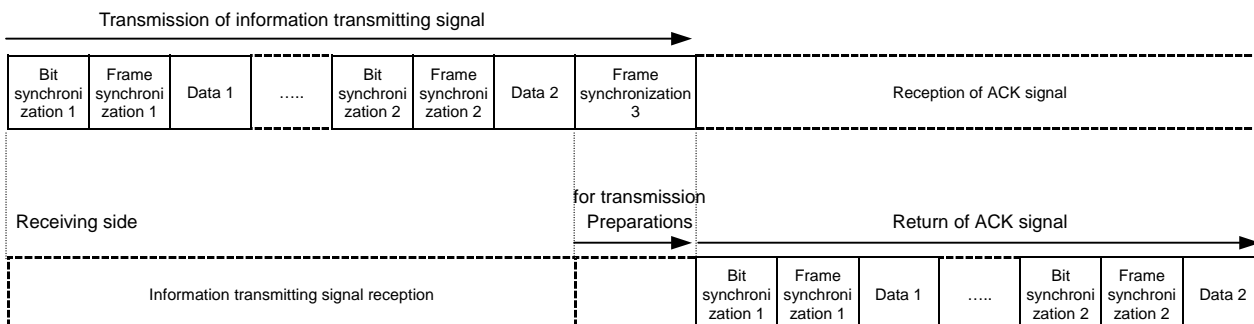 Transmission of information transmitting signal
Bit
synchroni
zation 1
Frame
synchroni
zation 1
Data 1
.....
Bit
synchroni
zation 2
Frame
synchroni
zation 2
Data 2
Frame
synchronization
3
Reception of ACK signal
Receiving side
for transmission
Preparations
Return of ACK signal
Information transmitting signal reception
Bit
synchroni
zation 1
Frame
synchroni
zation 1
Data 1
.....
Bit
synchroni
zation 2
Frame
synchroni
zation 2
Data 2